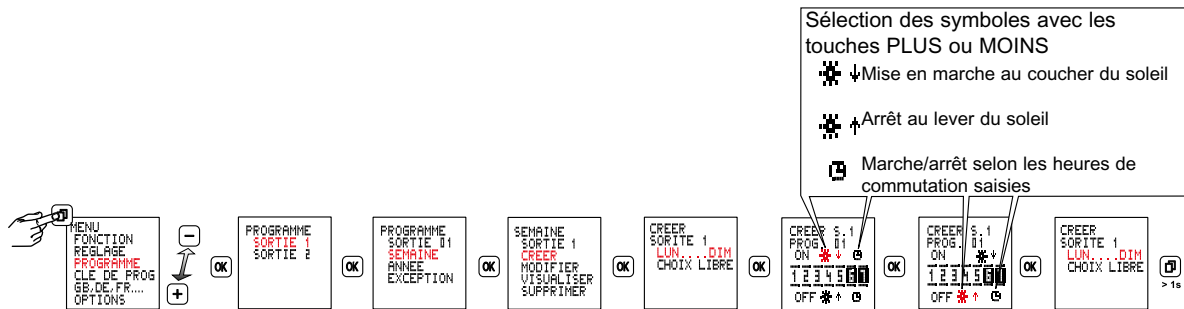 Sélection des symboles avec les
touches PLUS ou MOINS
Mise en marche au coucher du soleil
Arrêt au lever du soleil
Marche/arrêt selon les heures de
commutation saisies
MENU
FONCTION
REGLAGE
PROGRAMME
CLE DE PROG
GB,DE,FR....
OPTIONS
−
+
OK
PROGRAMME
SORTIE 1
SORTIE 2
OK
PROGRAMME
SORTIE 01
SEMAINE
ANNEE
EXCEPTION
OK
SEMAINE
SORTIE 1
CREER
MODIFIER
VISUALISER
SUPPRIMER
OK
CREER
SORITE 1
LUN....DIM
CHOIX LIBRE
OK
CREER S.1
PROG. 01
ON
1 2 3 4 5 6 7
OFF
OK
CREER S.1
PROG. 01
ON
1 2 3 4 5 6 7
OFF
OK
CREER
SORITE 1
LUN....DIM
CHOIX LIBRE
> 1s